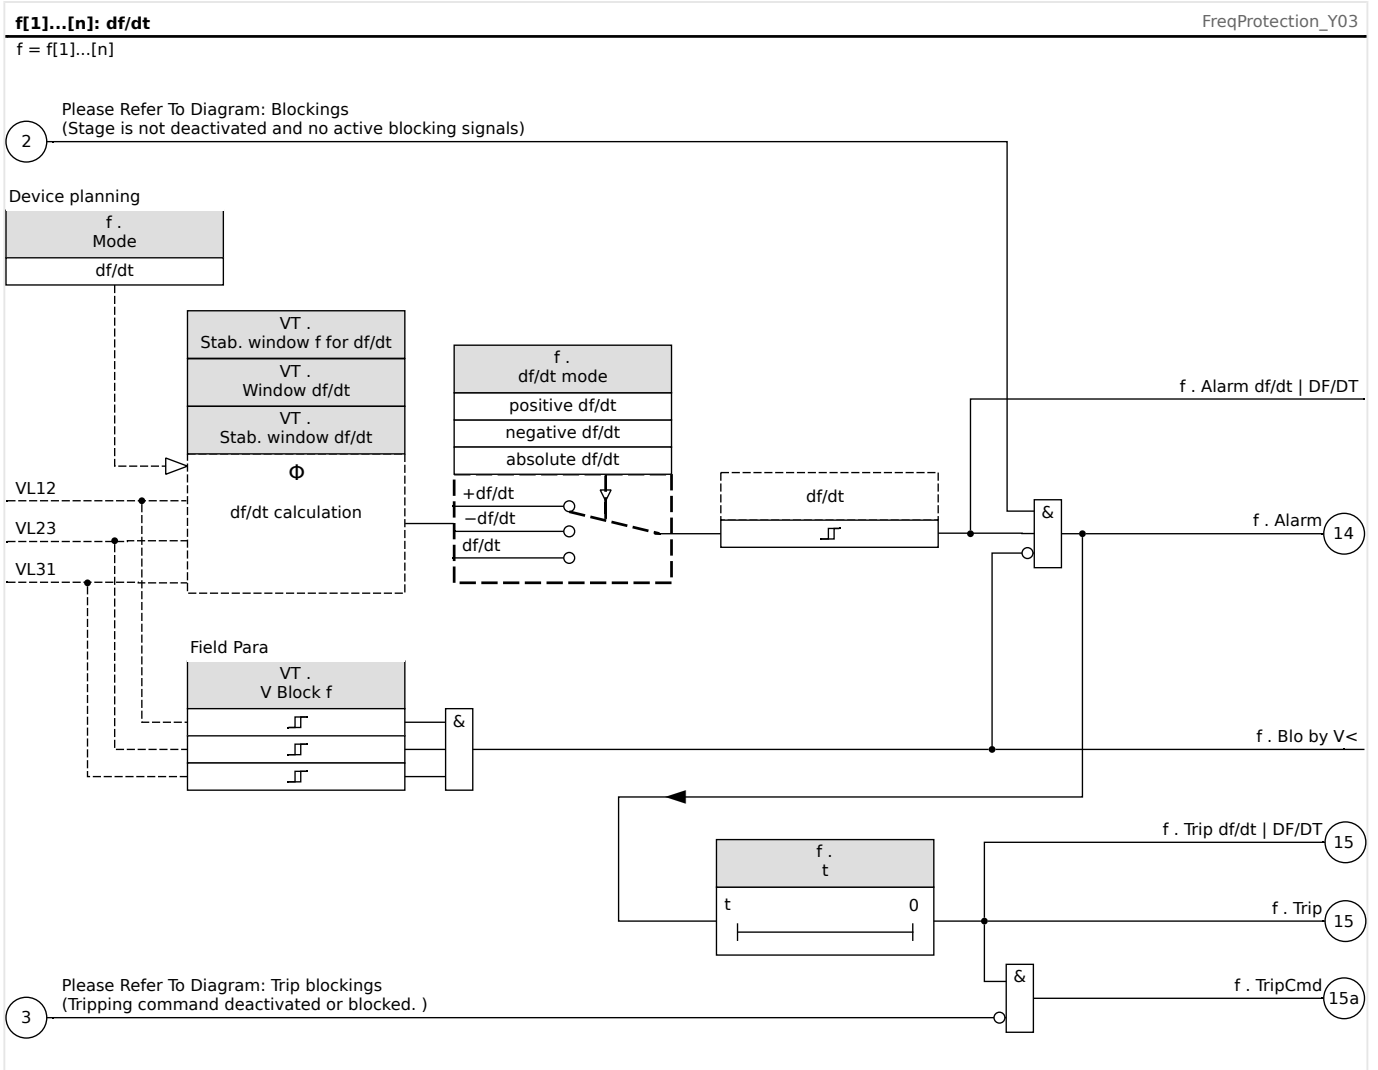 f[1]...[n]: df/dt
FreqProtection_Y03
f = f[1]...[n]
Please Refer To Diagram: Blockings
(Stage is not deactivated and no active blocking signals)
2
Device planning
f .
Mode
df/dt
VT .
Stab. window f for df/dt
VT .
Window df/dt
VT .
Stab. window df/dt
Φ
df/dt calculation
f .
df/dt mode
positive df/dt
negative df/dt
absolute df/dt
+df/dt
−df/dt
df/dt
df/dt
f . Alarm df/dt | DF/DT
&
f . Alarm
14
VL12
VL23
VL31
Field Para
VT .
V Block f
&
f . Blo by V<
f . Trip df/dt | DF/DT
15
f .
t
t
0
f . Trip
15
Please Refer To Diagram: Trip blockings
(Tripping command deactivated or blocked. )
3
&
f . TripCmd
15a